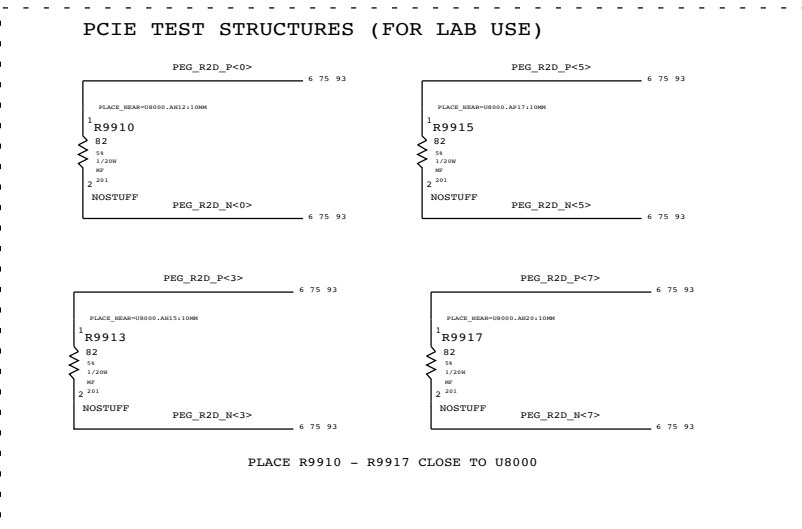 PCIE TEST STRUCTURES (FOR LAB USE)
PEG_R2D_P<0>
6 75 93
PLACE_NEAR=U8000.AN12:10MM
1
R9910
82
5%
1/20W
MF
201
2
NOSTUFF
PEG_R2D_N<0>
6 75 93
PEG_R2D_P<5>
6 75 93
PLACE_NEAR=U8000.AP17:10MM
1
R9915
82
5%
1/20W
MF
201
2
NOSTUFF
PEG_R2D_N<5>
6 75 93
PEG_R2D_P<3>
6 75 93
PLACE_NEAR=U8000.AN15:10MM
1
R9913
82
5%
1/20W
MF
201
2
NOSTUFF
PEG_R2D_N<3>
6 75 93
PEG_R2D_P<7>
6 75 93
PLACE_NEAR=U8000.AN20:10MM
1
R9917
82
5%
1/20W
MF
201
2
NOSTUFF
PEG_R2D_N<7>
6 75 93
PLACE R9910 - R9917 CLOSE TO U8000